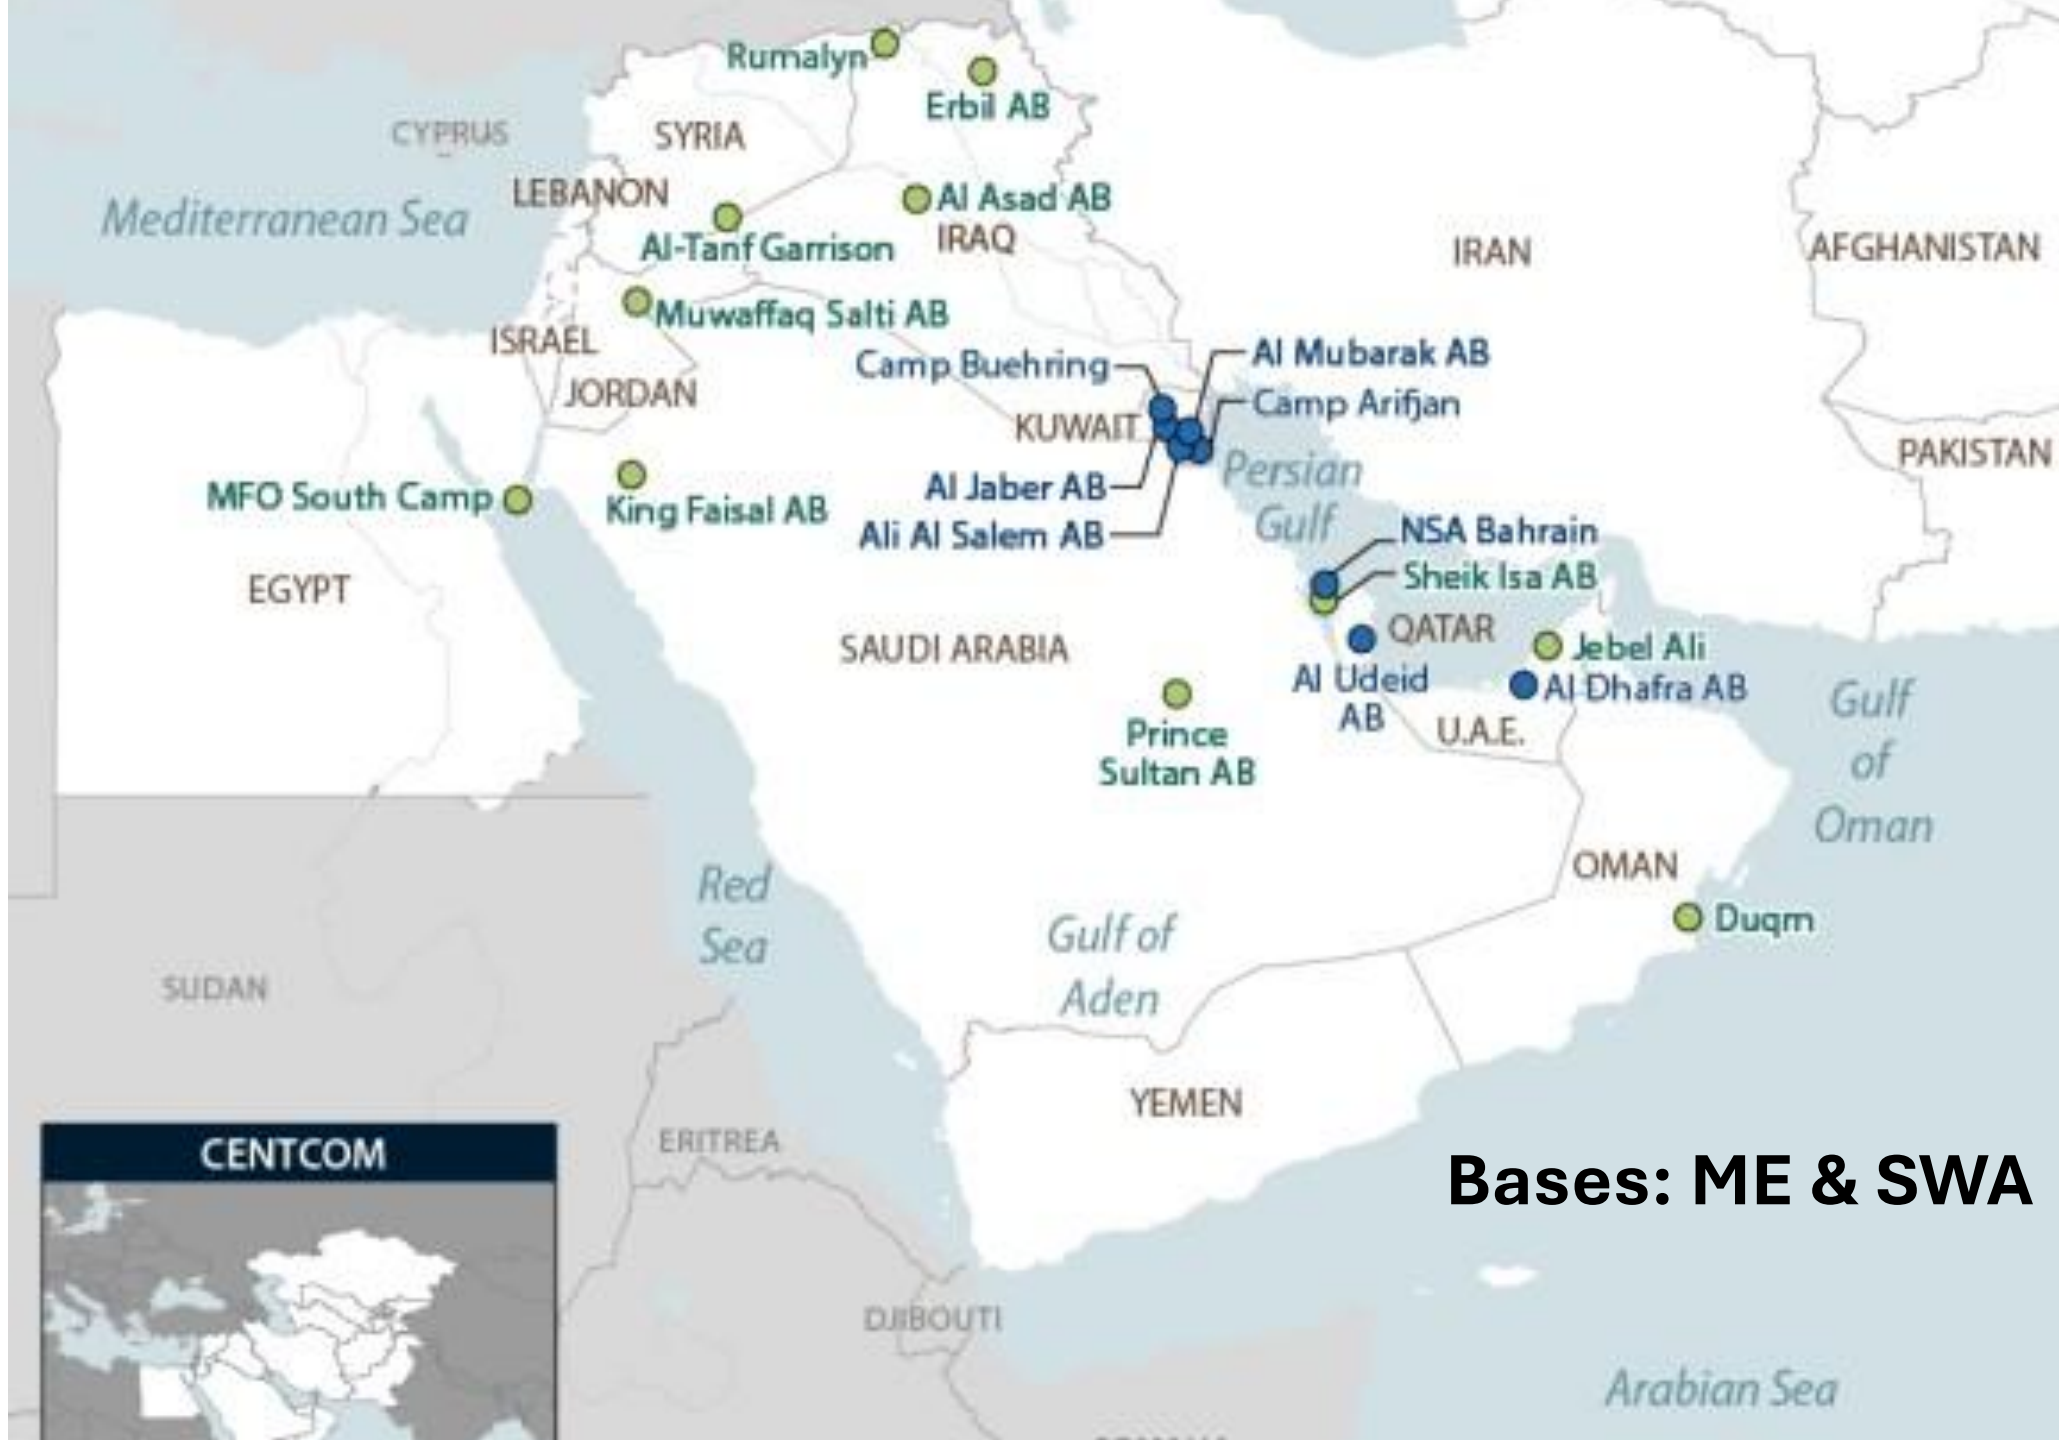 Rumalyn
Erbil AB
CYPRUS
SYRIA
LEBANON
Al Asad AB
Mediterranean Sea
Al-Tanf Garrison
IRAQ
IRAN
AFGHANISTAN
Muwaffaq Salti AB
ISRAEL
JORDAN
Camp Buehring
Al Mubarak AB
Camp Arifjan
KUWAIT
PAKISTAN
Persian
Gulf
MFO South Camp
King Faisal AB
Al Jaber AB
Ali Al Salem AB
NSA Bahrain
Sheik Isa AB
EGYPT
SAUDI ARABIA
QATAR
Jebel Ali
Al Udeid
AB
Al Dhafra AB
U.A.E.
Prince
Sultan AB
Gulf
of
Oman
OMAN
Duqm
Red
Sea
Gulf of
Aden
SUDAN
YEMEN
ERITREA
CENTCOM
Bases: ME & SWA
DJIBOUTI
Arabian Sea